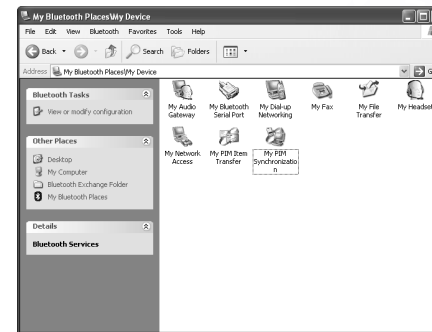 My Bluetooth Places\My Device
File Edit View Bluetooth Favorites Tools Help
Back Search Folders
Address My Bluetooth Places\My Device G
Bluetooth Tasks
View or modify configuration
Other Places
Desktop
My Computer
Bluetooth Exchange Folder
My Bluetooth Places
Details
Bluetooth Services
My Audio My Bluetooth My Dial-up My Fax My File My Headset
Gateway Serial Port Networking Transfer
My Network My PIM Item My PIM
Access Transfer Synchronizatio
n